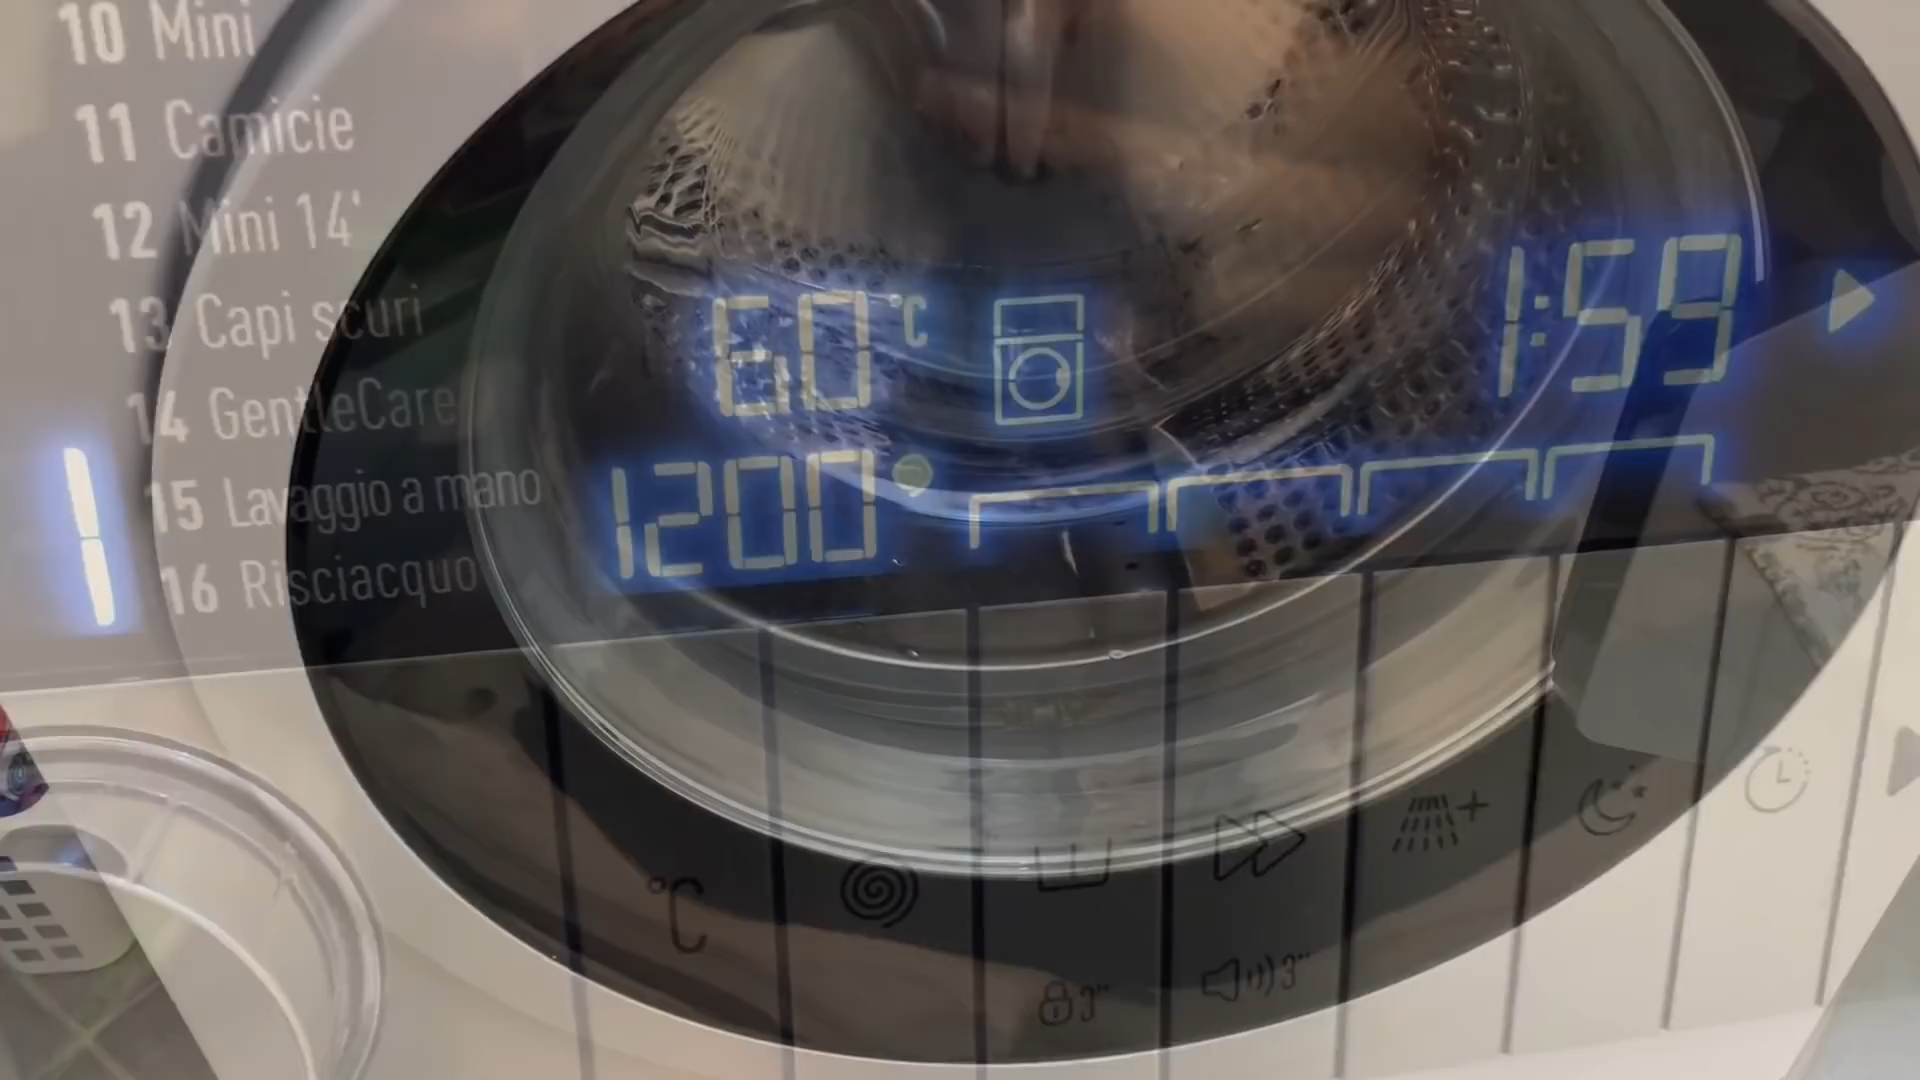 10 Mini
11 Camicie
12 Mini 14'
13 Capi scuri
14 GentleCare
15 Lavaggio a mano
16 Risciacquo
1
60°C
1:59
1200
°C
3"
3"